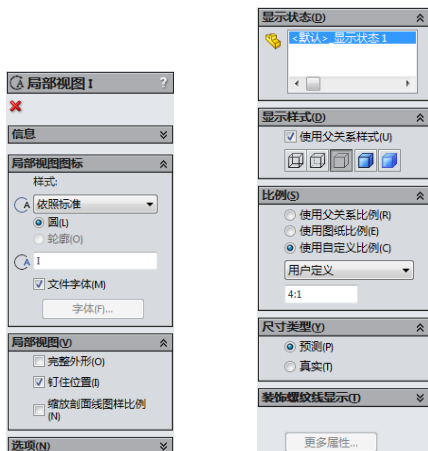 局部视图 I
?
信息
局部视图图标
样式:
依照标准
圆(L)
轮廓(O)
I
文件字体(M)
字体(F)...
局部视图(V)
完整外形(O)
钉住位置(I)
缩放剖面线图样比例
(N)
选项(N)
显示状态(D)
<默认>_显示状态 1
显示样式(D)
使用父关系样式(U)
比例(S)
使用父关系比例(R)
使用图纸比例(E)
使用自定义比例(C)
用户定义
4:1
尺寸类型(Y)
预测(P)
真实(T)
装饰螺纹线显示(T)
更多属性...